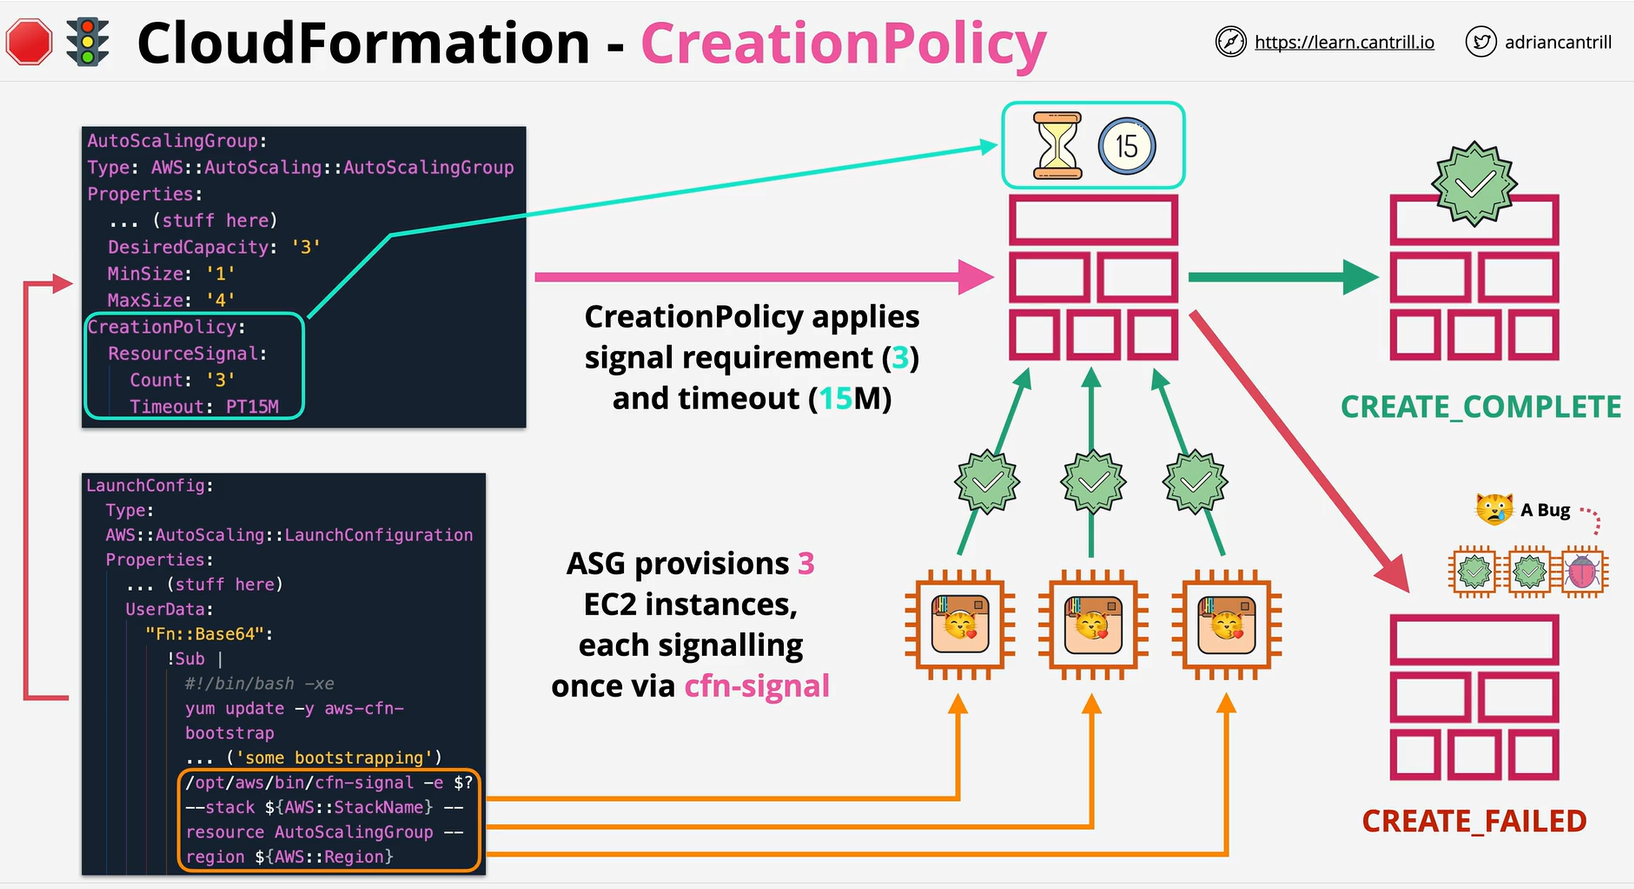 CloudFormation - CreationPolicy
https://learn.cantrill.io
adriancantrill
AutoScalingGroup:
Type: AWS::AutoScaling::AutoScalingGroup
Properties:
... (stuff here)
DesiredCapacity: '3'
MinSize: '1'
MaxSize: '4'
CreationPolicy:
ResourceSignal:
Count: '3'
Timeout: PT15M
15
CreationPolicy applies
signal requirement (3)
and timeout (15M)
CREATE_COMPLETE
LaunchConfig:
Type:
AWS::AutoScaling::LaunchConfiguration
Properties:
... (stuff here)
UserData:
"Fn::Base64":
!Sub |
#!/bin/bash -xe
yum update -y aws-cfn-
bootstrap
... ('some bootstrapping')
/opt/aws/bin/cfn-signal -e $?
--stack ${AWS::StackName} --
resource AutoScalingGroup --
region ${AWS::Region}
ASG provisions 3
EC2 instances,
each signalling
once via cfn-signal
A Bug
CREATE_FAILED